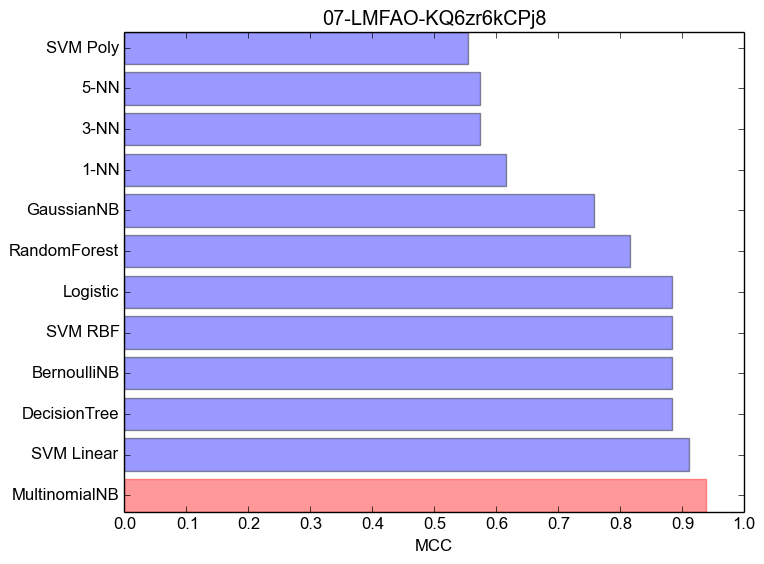 07-LMFAO-KQ6zr6kCPj8
SVM Poly
5-NN
3-NN
1-NN
GaussianNB
RandomForest
Logistic
SVM RBF
BernoulliNB
DecisionTree
SVM Linear
MultinomialNB
0.0 0.1 0.2 0.3 0.4 0.5 0.6 0.7 0.8 0.9 1.0
MCC